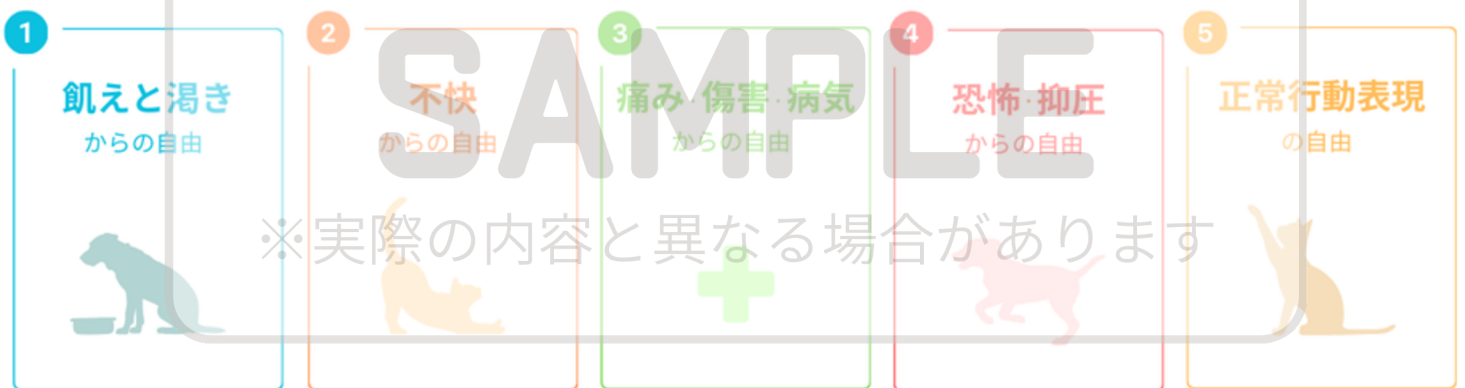 1
飢えと渇き
からの自由
2
不快
からの自由
3
痛み・傷害・病気
からの自由
4
恐怖・抑圧
からの自由
5
正常行動表現
の自由
SAMPLE
※実際の内容と異なる場合があります